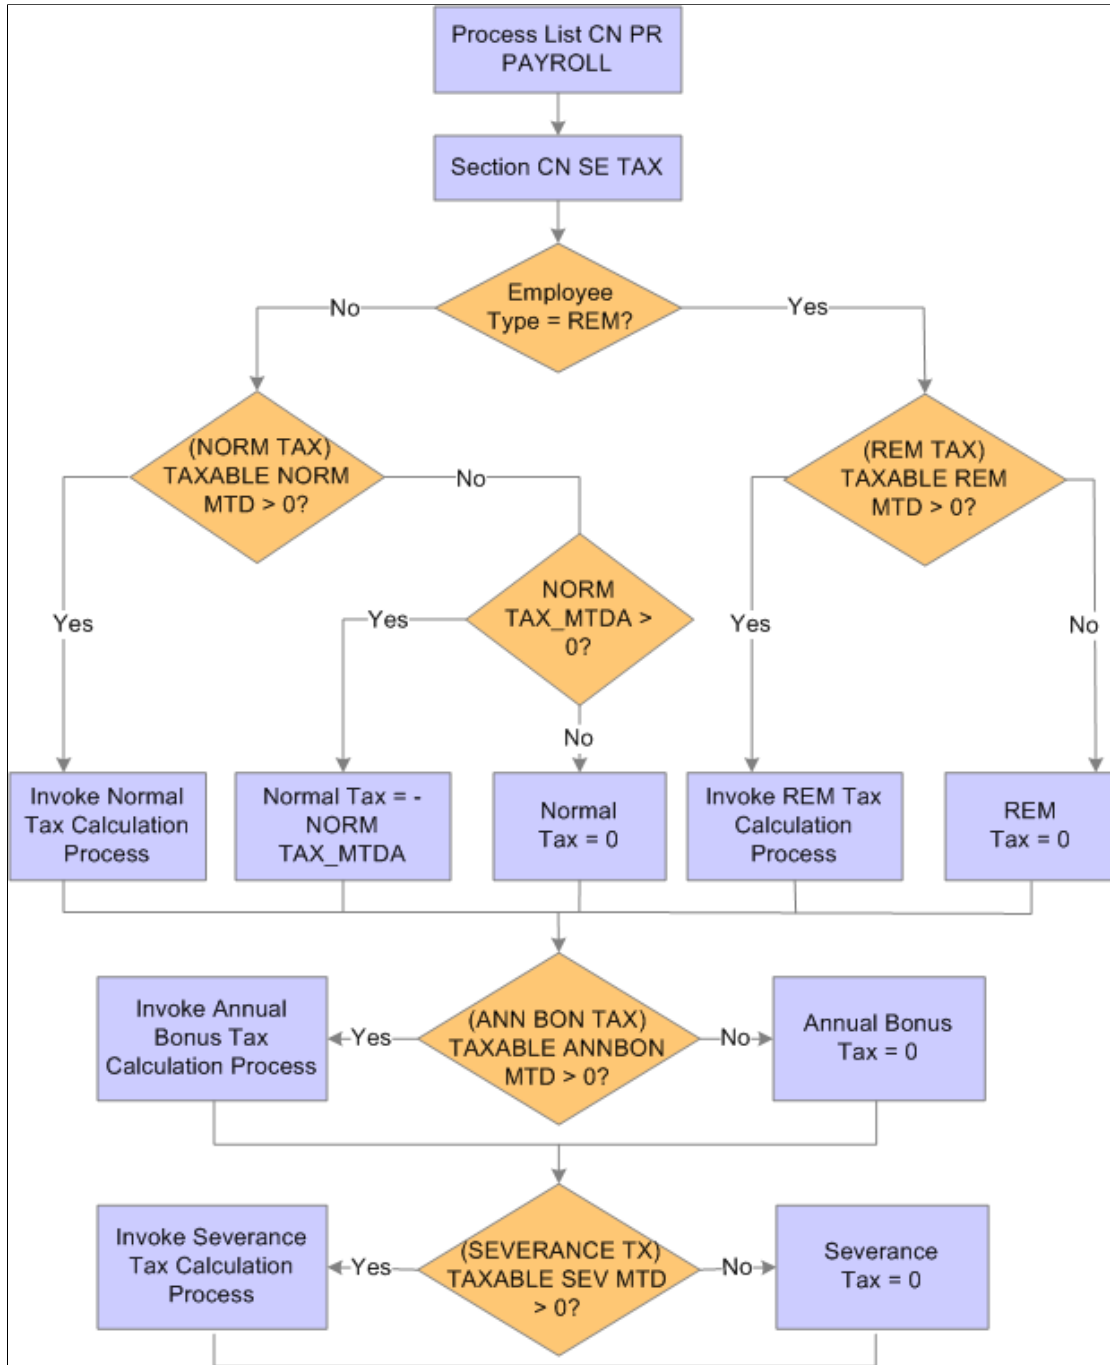 Process List CN PR
PAYROLL
Section CN SE TAX
Employee
Type = REM?
No
Yes
(NORM TAX)
TAXABLE NORM
MTD > 0?
No
(REM TAX)
TAXABLE REM
MTD > 0?
Yes
NORM
TAX_MTDA >
0?
Yes
Yes
No
No
Invoke Normal
Tax Calculation
Process
Normal Tax = -
NORM
TAX_MTDA
Normal
Tax = 0
Invoke REM Tax
Calculation
Process
REM
Tax = 0
Invoke Annual
Bonus Tax
Calculation Process
Yes
(ANN BON TAX)
TAXABLE ANNBON
MTD > 0?
No
Annual Bonus
Tax = 0
Invoke Severance
Tax Calculation
Process
Yes
(SEVERANCE TX)
TAXABLE SEV MTD
> 0?
No
Severance
Tax = 0